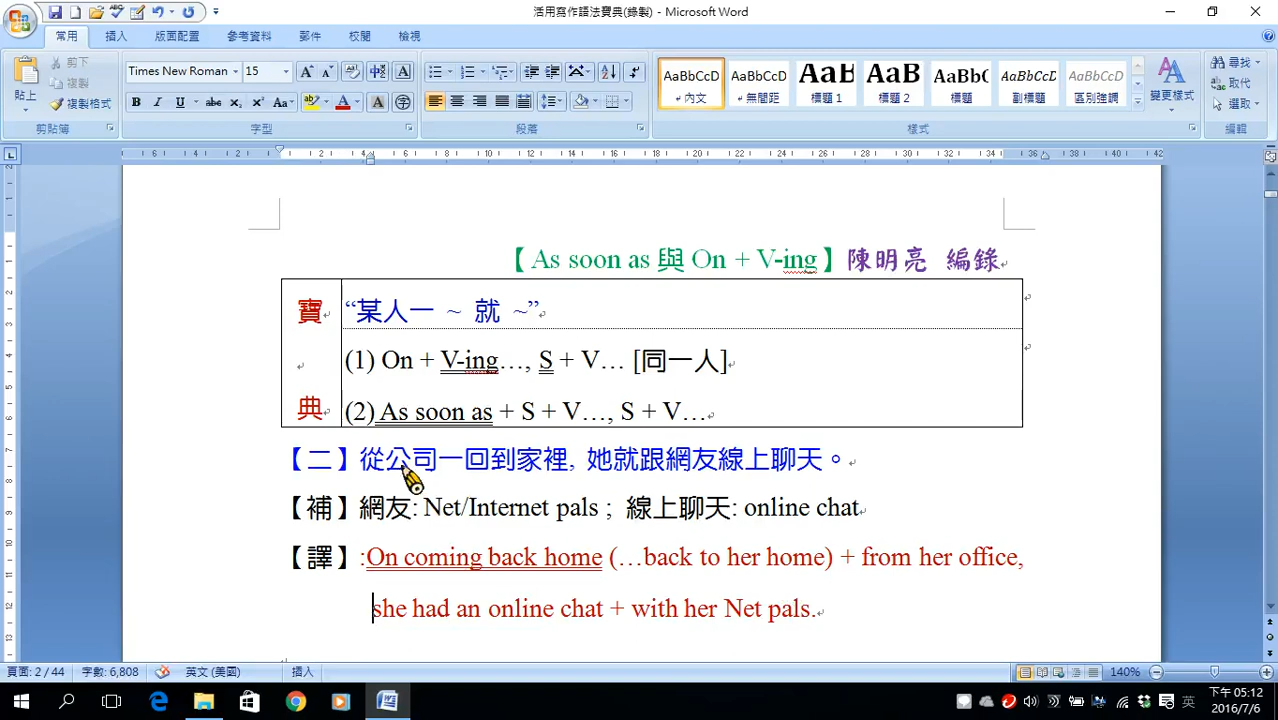 活用寫作語法寶典(錄製) - Microsoft Word
常用 插入 版面配置 參考資料 郵件 校閱 檢視
貼上 剪下 複製 複製格式
Times New Roman 15
AaBbCcD AaBbCcD AaB AaB AaBb AaBbCcD AaBbCcD
內文 無間距 標題 1 標題 2 標題 副標題 區別強調
變更樣式 尋找 取代 選取
剪貼簿 字型 段落 樣式 編輯
【As soon as 與 On + V-ing】陳明亮 編錄
寶 “某人一 ~ 就 ~”
(1) On + V-ing…, S + V… [同一人]
典 (2) As soon as + S + V…, S + V…
【二】從公司一回到家裡, 她就跟網友線上聊天。
【補】網友: Net/Internet pals ; 線上聊天: online chat
【譯】:On coming back home (…back to her home) + from her office,
she had an online chat + with her Net pals.
頁面: 2 / 44 字數: 6,808 英文 (美國) 插入 140%
英 下午 05:12
2016/7/6